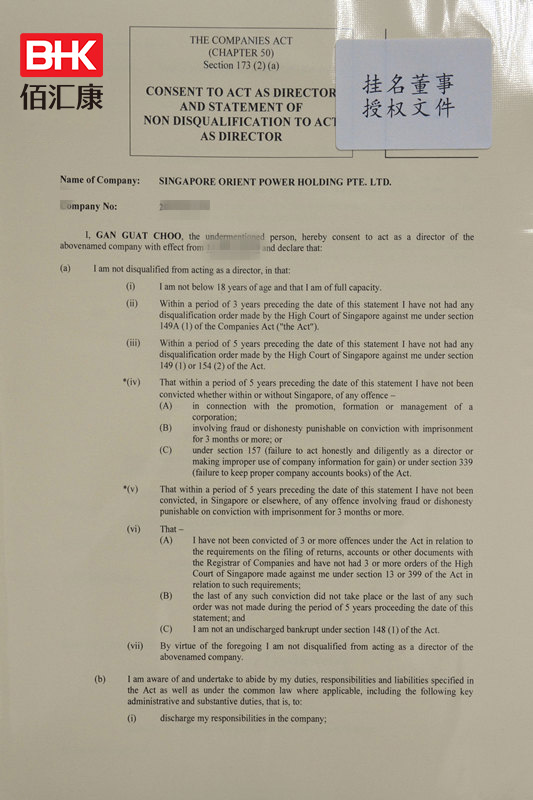 BHK
佰汇康
THE COMPANIES ACT
(CHAPTER 50)
Section 173 (2) (a)
CONSENT TO ACT AS DIRECTOR
AND STATEMENT OF
NON DISQUALIFICATION TO ACT
AS DIRECTOR
挂名董事
授权文件
Name of Company: SINGAPORE ORIENT POWER HOLDING PTE. LTD.
Company No: 2
I, GAN GUAT CHOO, the undermentioned person, hereby consent to act as a director of the
abovenamed company with effect from and declare that:
(a) I am not disqualified from acting as a director, in that:
(i) I am not below 18 years of age and that I am of full capacity.
(ii) Within a period of 3 years preceding the date of this statement I have not had any
disqualification order made by the High Court of Singapore against me under section
149A (1) of the Companies Act ("the Act").
(iii) Within a period of 5 years preceding the date of this statement I have not had any
disqualification order made by the High Court of Singapore against me under section
149 (1) or 154 (2) of the Act.
*(iv) That within a period of 5 years preceding the date of this statement I have not been
convicted whether within or without Singapore, of any offence –
(A) in connection with the promotion, formation or management of a
corporation;
(B) involving fraud or dishonesty punishable on conviction with imprisonment
for 3 months or more; or
(C) under section 157 (failure to act honestly and diligently as a director or
making improper use of company information for gain) or under section 339
(failure to keep proper company accounts books) of the Act.
*(v) That within a period of 5 years preceding the date of this statement I have not been
convicted, in Singapore or elsewhere, of any offence involving fraud or dishonesty
punishable on conviction with imprisonment for 3 months or more.
(vi) That –
(A) I have not been convicted of 3 or more offences under the Act in relation to
the requirements on the filing of returns, accounts or other documents with
the Registrar of Companies and have not had 3 or more orders of the High
Court of Singapore made against me under section 13 or 399 of the Act in
relation to such requirements;
(B) the last of any such conviction did not take place or the last of any such
order was not made during the period of 5 years proceeding the date of this
statement; and
(C) I am not an undischarged bankrupt under section 148 (1) of the Act.
(vii) By virtue of the foregoing I am not disqualified from acting as a director of the
abovenamed company.
(b) I am aware of and undertake to abide by my duties, responsibilities and liabilities specified in
the Act as well as under the common law where applicable, including the following key
administrative and substantive duties, that is, to:
(i) discharge my responsibilities in the company;